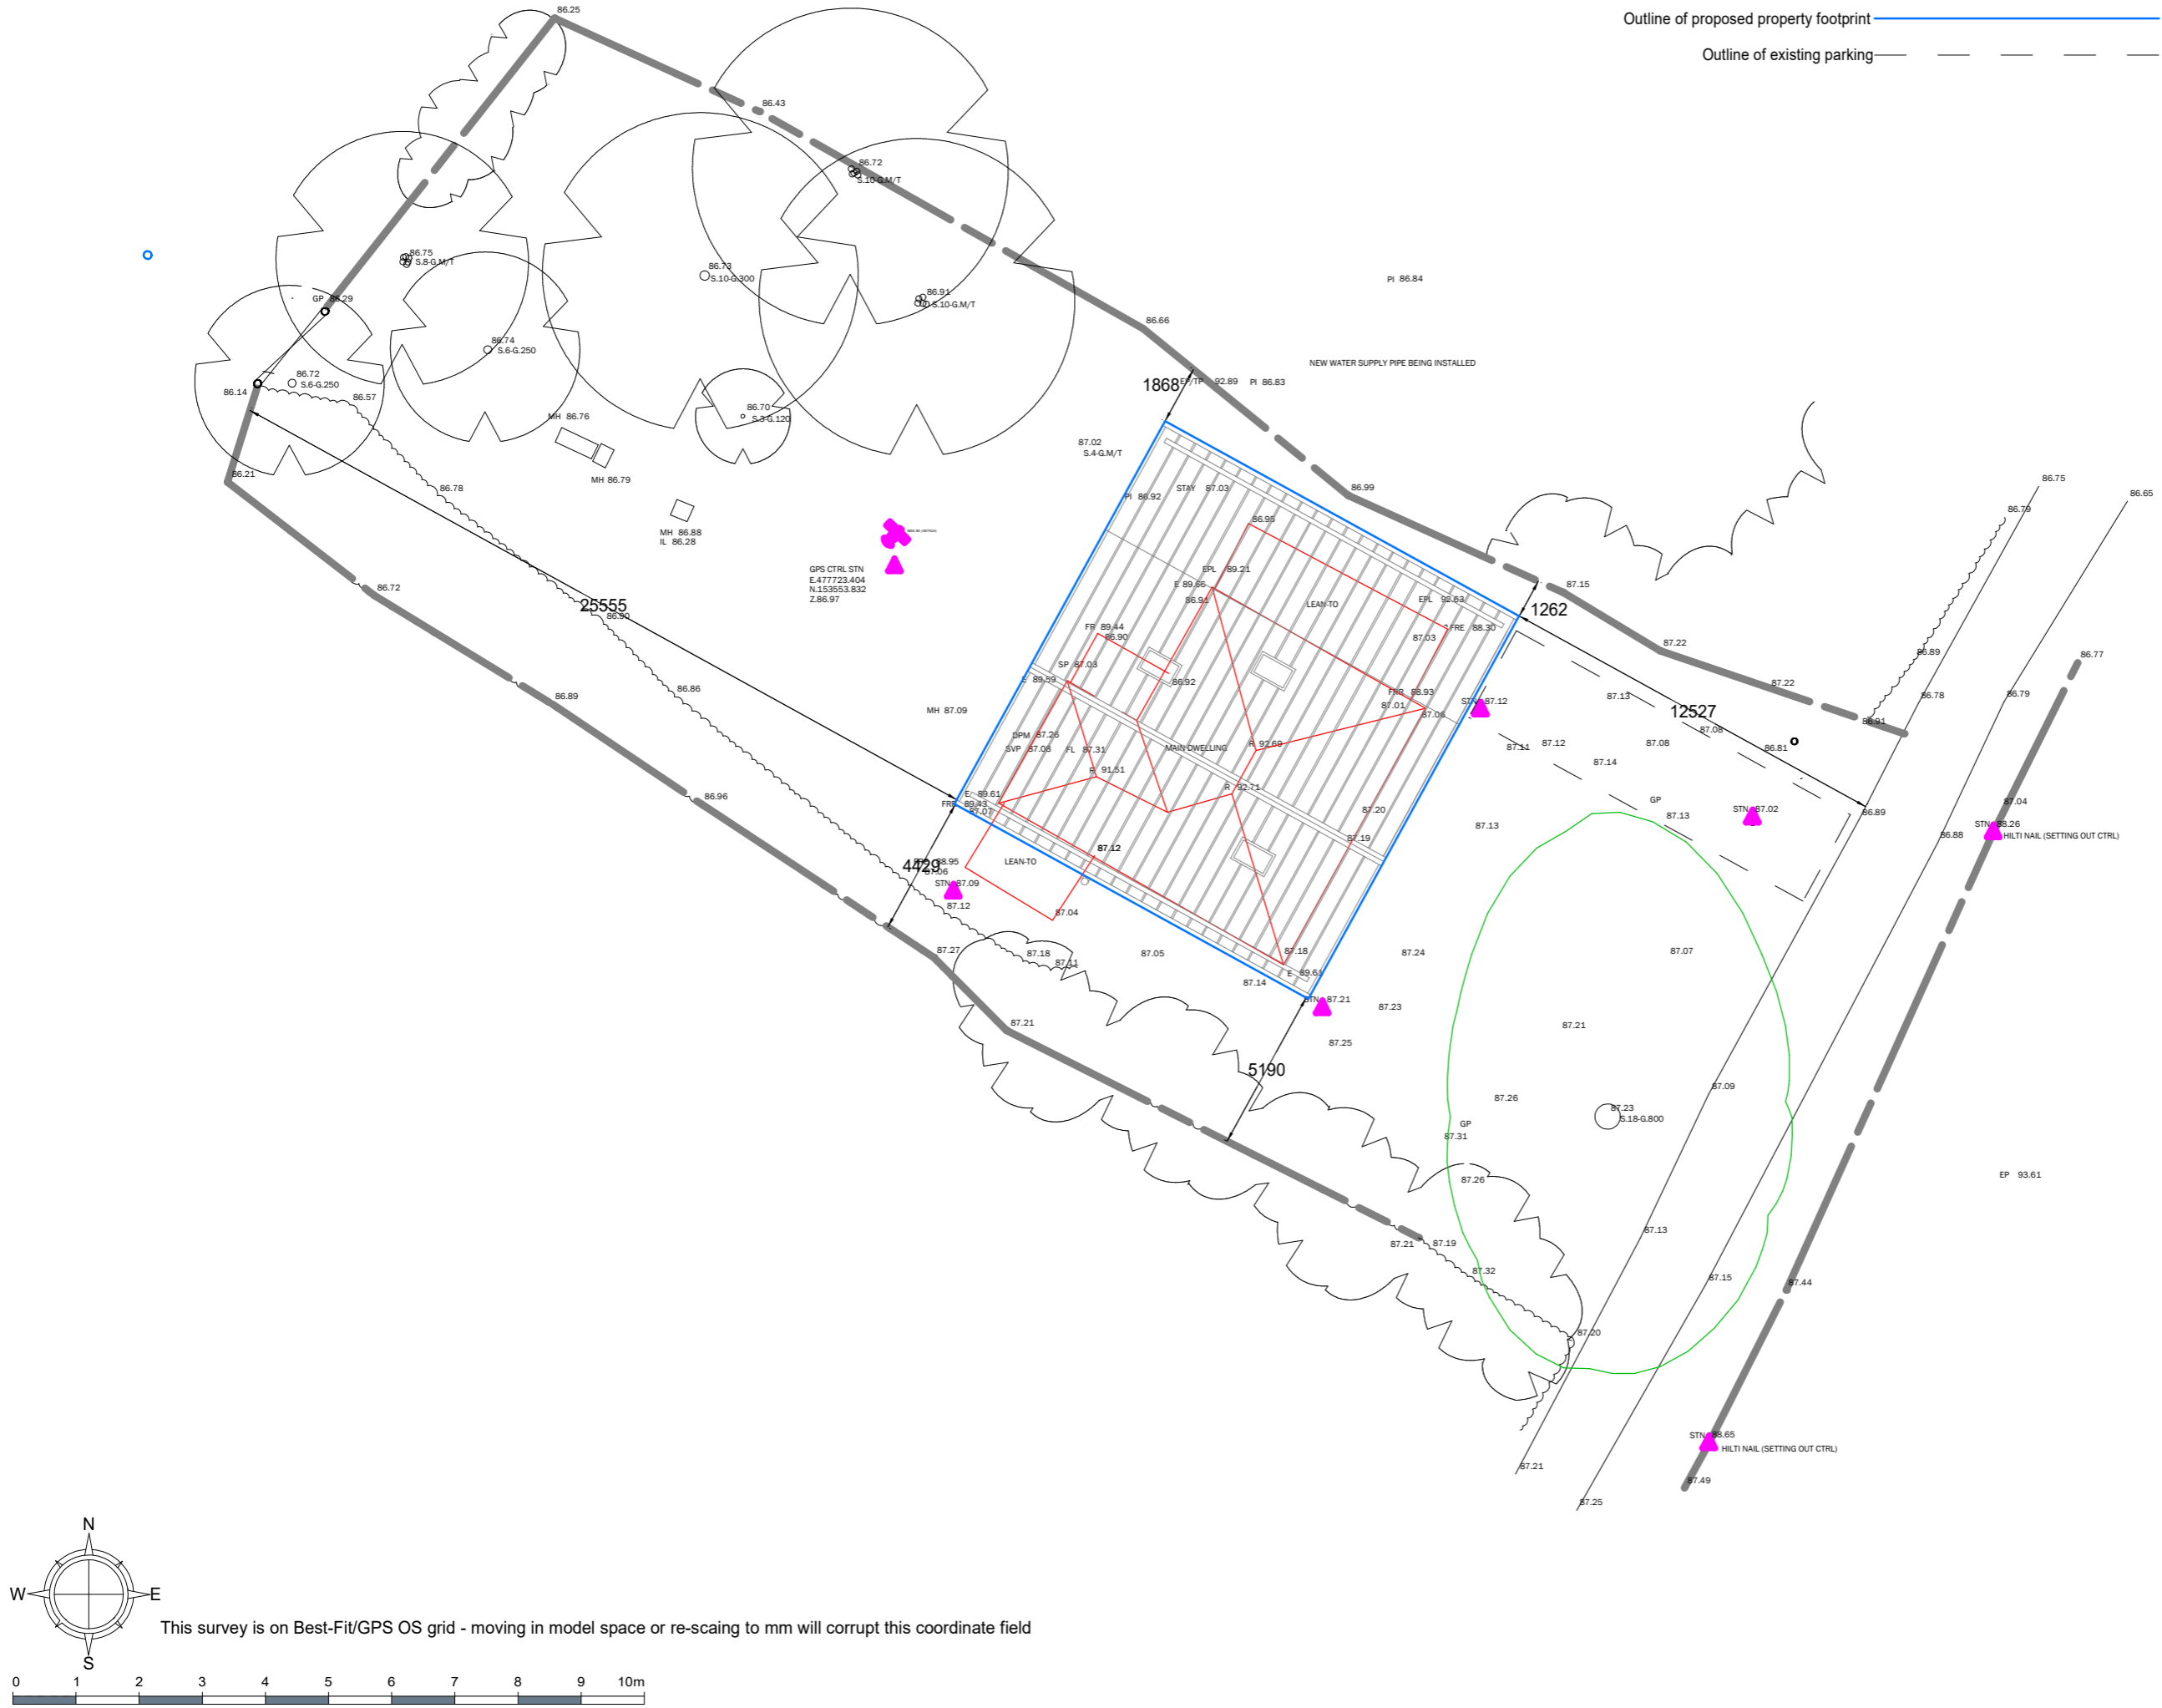 86.25
Outline of proposed property footprint
Outline of existing parking
86.43
86.72
S.10-G.M/T
86.75
S.8-G.M/T
86.73
S.10-G.300
PI 86.84
GP 86.29
86.91
S.10-G.M/T
86.66
86.74
S.6-G.250
NEW WATER SUPPLY PIPE BEING INSTALLED
86.72
S.6-G.250
86.14
86.57
1868
EP/TP 92.89
PI 86.83
86.70
S.3-G.120
MH 86.76
87.02
S.4-G.M/T
86.21
MH 86.79
86.78
STAY 87.03
PI 86.92
86.99
86.75
86.65
86.79
86.95
MH 86.88
IL 86.28
GPS CTRL STN
E.477723.404
N.153553.832
Z.86.97
EPL 89.21
E 89.66
86.91
87.15
86.72
25555
86.90
LEAN-TO
EPL 92.63
1262
FR 89.44
86.90
FRE 88.30
87.03
87.22
86.89
86.77
SP 87.03
E 89.59
86.92
86.86
86.89
FRR 88.93
87.01
87.06
STN 87.12
87.13
87.22
86.78
86.79
MH 87.09
12527
87.08
86.91
DPM 87.26
SVP 87.08
FL 87.31
MAIN DWELLING
R 92.69
87.11
87.12
87.08
86.81
87.14
R 91.51
86.96
E 89.61
FRE 89.43
87.07
R 92.71
87.20
GP
87.13
STN 87.02
86.89
87.04
87.13
STN 88.26
HILTI NAIL (SETTING OUT CTRL)
86.88
87.19
87.12
4429
88.95
87.06
LEAN-TO
STN 87.09
87.12
87.04
87.27
87.18
87.11
87.05
87.18
E 89.61
87.14
87.24
87.07
STN 87.21
87.23
87.21
87.21
87.25
5190
87.09
87.26
87.23
S.18-G.800
GP
87.31
EP 93.61
87.26
87.13
87.21
87.19
87.32
87.15
87.44
87.20
STN 88.65
HILTI NAIL (SETTING OUT CTRL)
87.21
87.49
87.25
N
W
E
S
This survey is on Best-Fit/GPS OS grid - moving in model space or re-scaing to mm will corrupt this coordinate field
0 1 2 3 4 5 6 7 8 9 10m